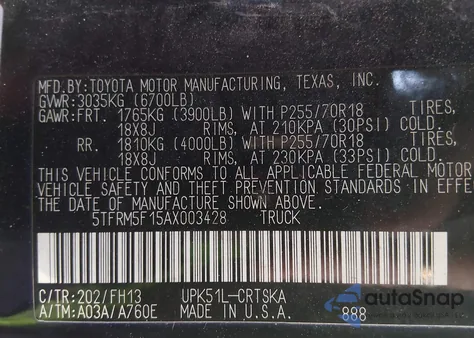 MFD.BY:TOYOTA MOTOR MANUFACTURING, TEXAS, INC.
GVWR:3035KG (6700LB)
GAWR:FRT. 1765KG (3900LB) WITH P255/70R18 TIRES,
18X8J RIMS, AT 210KPA (30PSI) COLD.
RR. 1810KG (4000LB) WITH P255/70R18 TIRES,
18X8J RIMS, AT 230KPA (33PSI) COLD.
THIS VEHICLE CONFORMS TO ALL APPLICABLE FEDERAL MOTOR
VEHICLE SAFETY AND THEFT PREVENTION STANDARDS IN EFFE
THE DATE OF MANUFACTURE SHOWN ABOVE.
5TFRM5F15AX003428 TRUCK
C/TR:202/FH13 UPK51L-CRTSKA
A/TM:A03A/A760E MADE IN U.S.A. 888
autoSnap